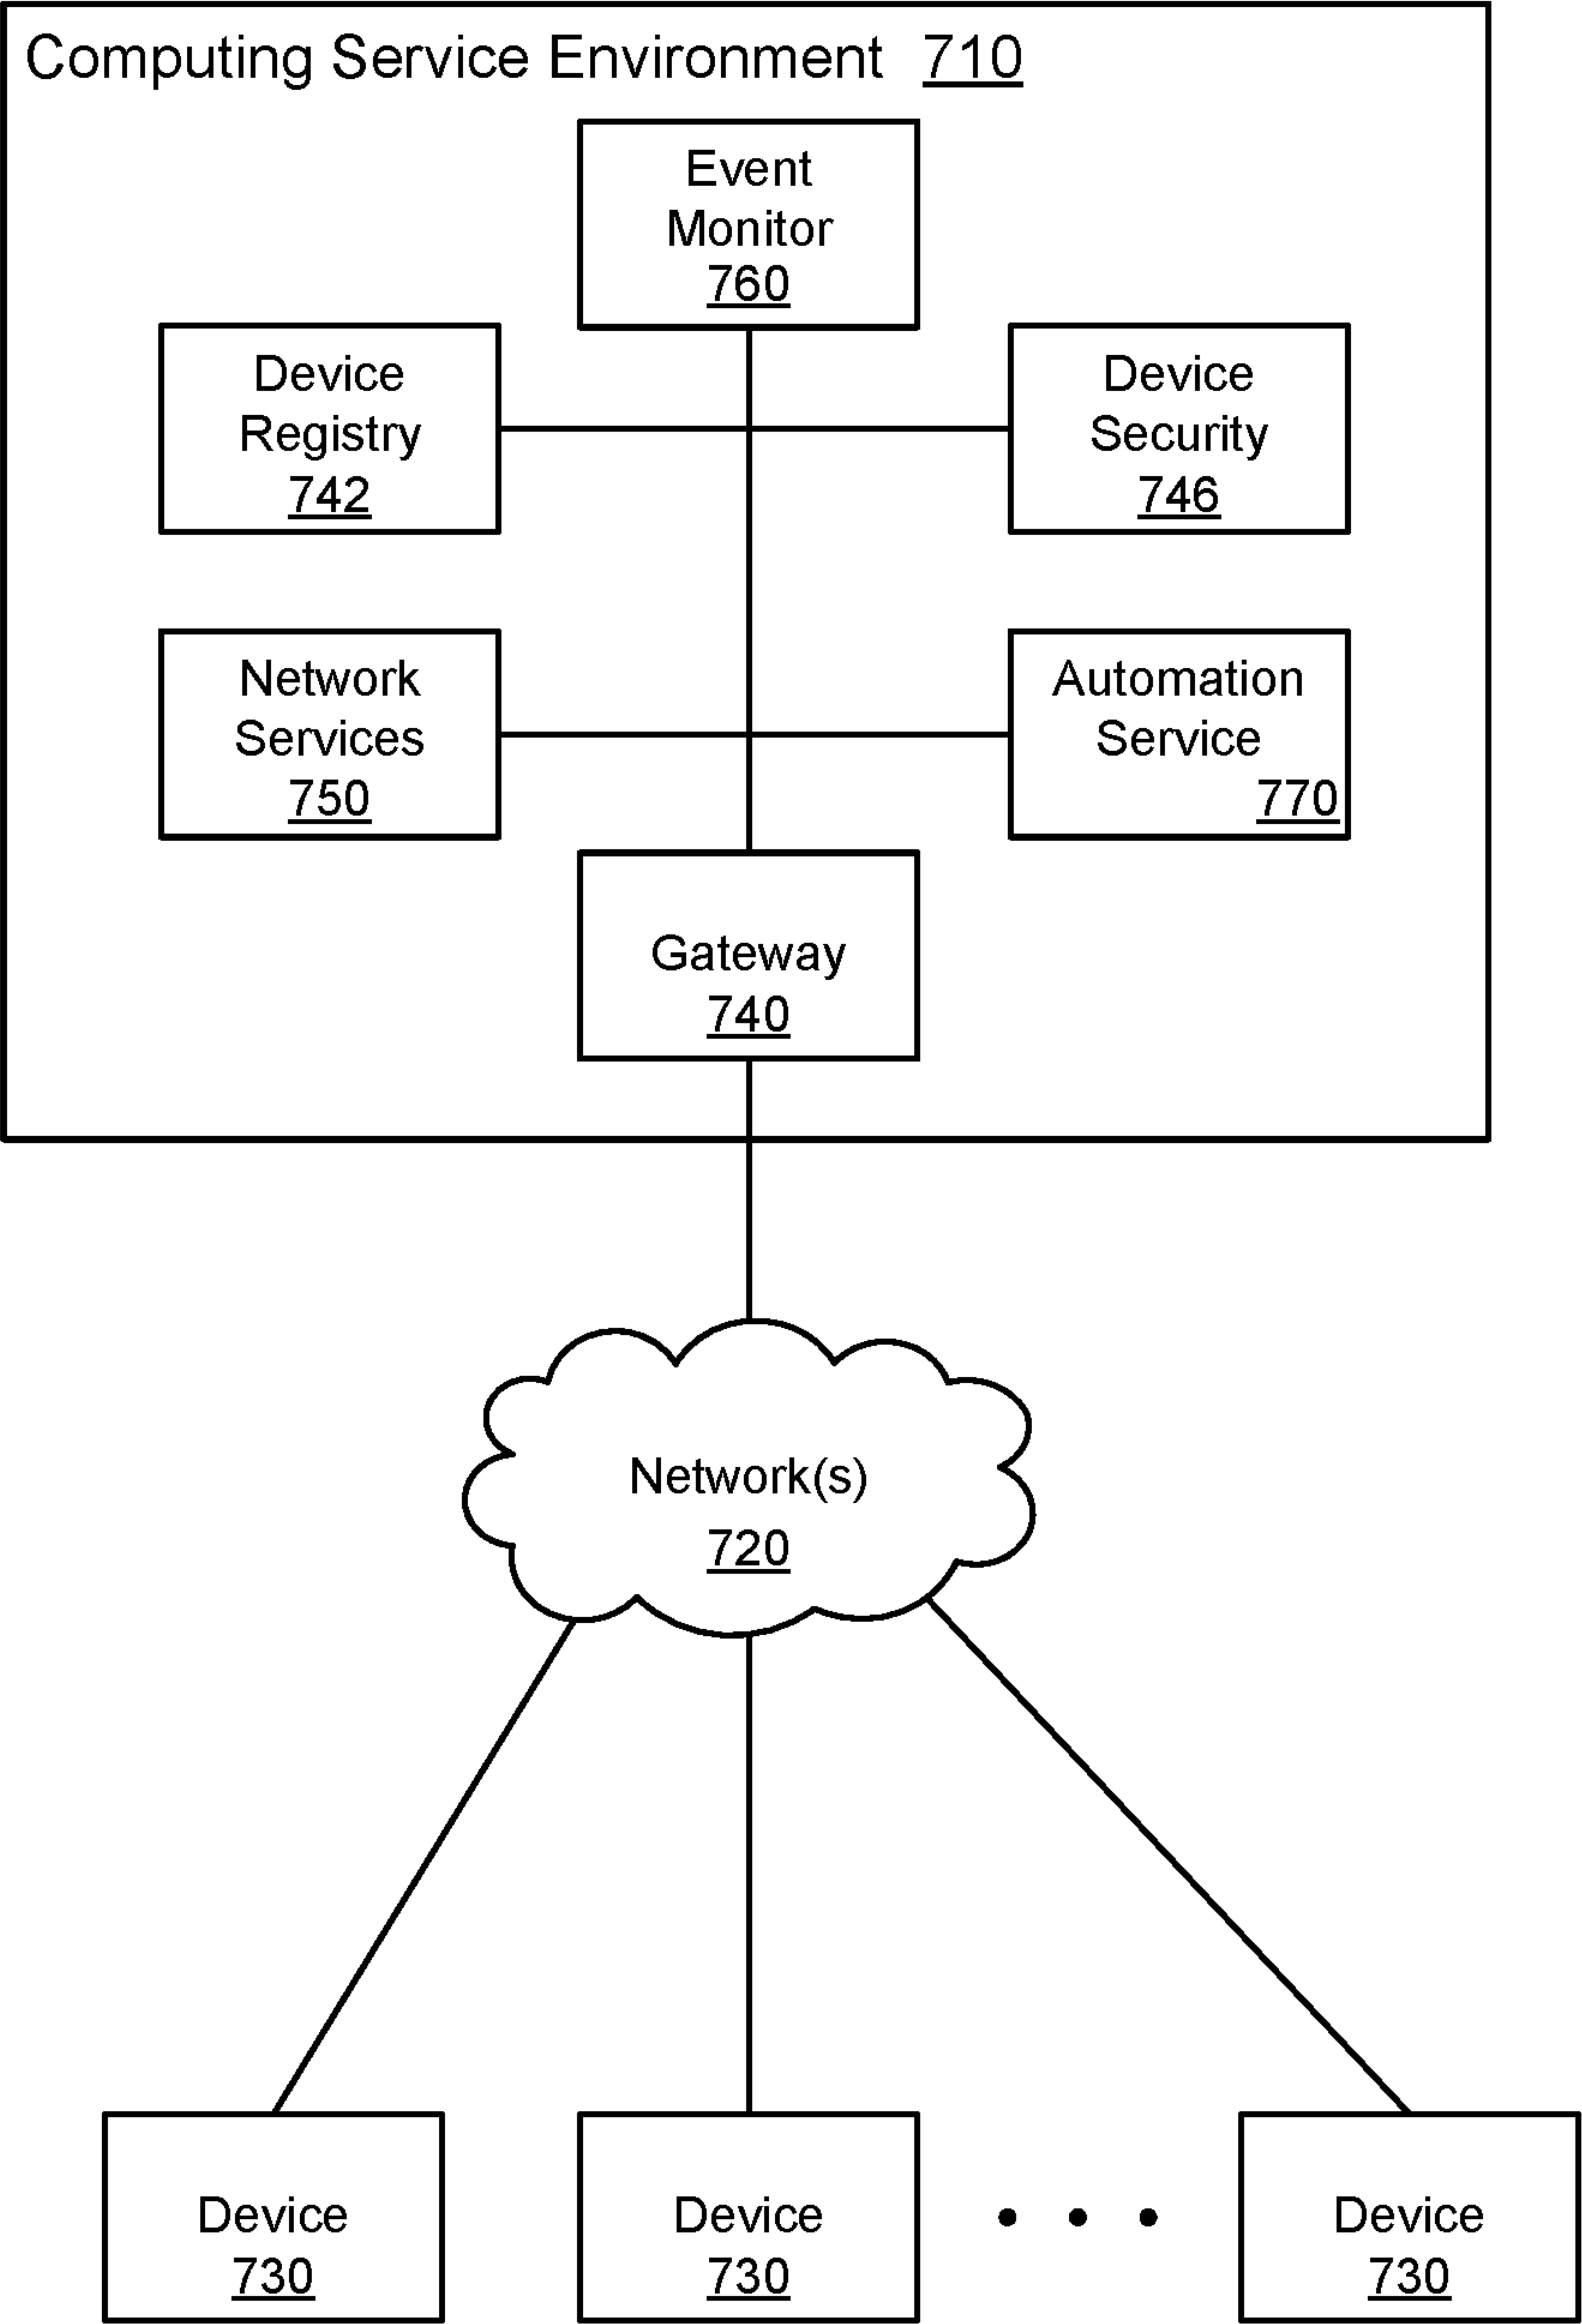 Computing Service Environment 710
Event
Monitor
760
Device
Registry
742
Device
Security
746
Network
Services
750
Automation
Service
770
Gateway
740
Network(s)
720
Device
730
Device
730
Device
730